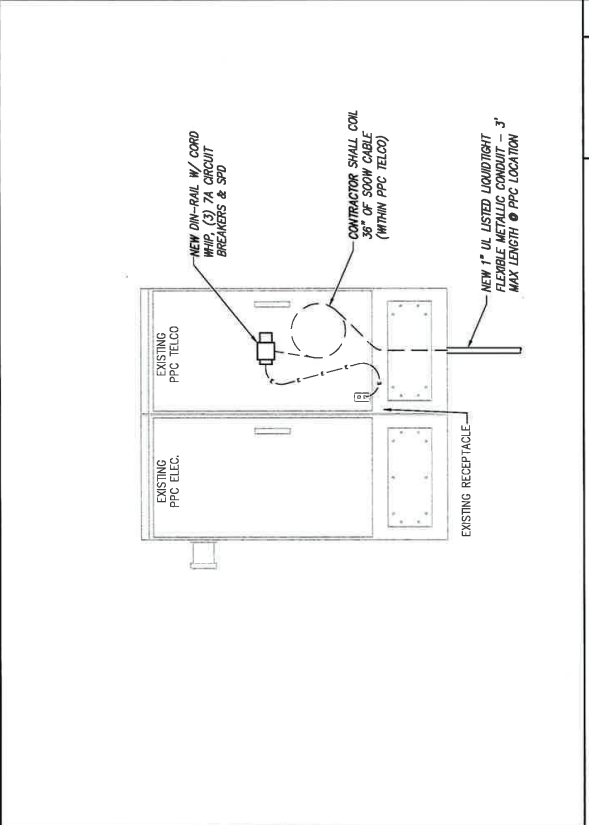 NEW DIN-RAIL W/ CORD
WHIP, (3) 7A CIRCUIT
BREAKERS & SPD
CONTRACTOR SHALL COIL
36" OF SOOW CABLE
(WITHIN PPC TELCO)
NEW 1" UL LISTED LIQUIDTIGHT
FLEXIBLE METALLIC CONDUIT - 3'
MAX LENGTH @ PPC LOCATION
EXISTING
PPC TELCO
EXISTING
PPC ELEC.
EXISTING RECEPTACLE